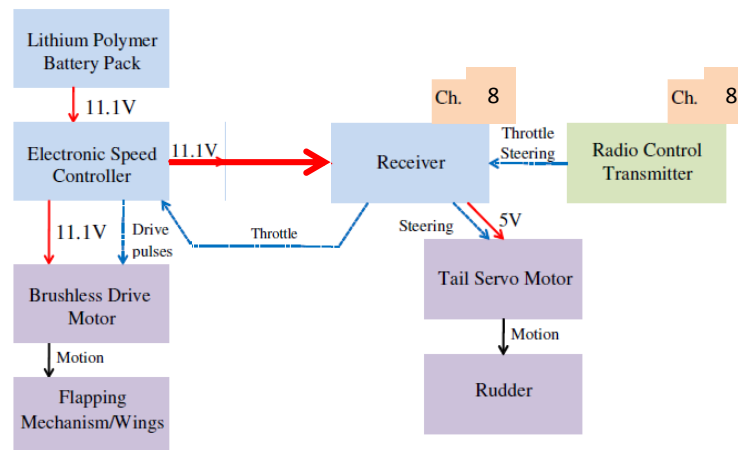 Lithium Polymer
Battery Pack
11.1V
Ch. 8
Ch. 8
Electronic Speed
Controller
11.1V
Receiver
Throttle
Steering
Radio Control
Transmitter
11.1V
Drive
pulses
Throttle
Steering
5V
Brushless Drive
Motor
Tail Servo Motor
Motion
Motion
Flapping
Mechanism/Wings
Rudder